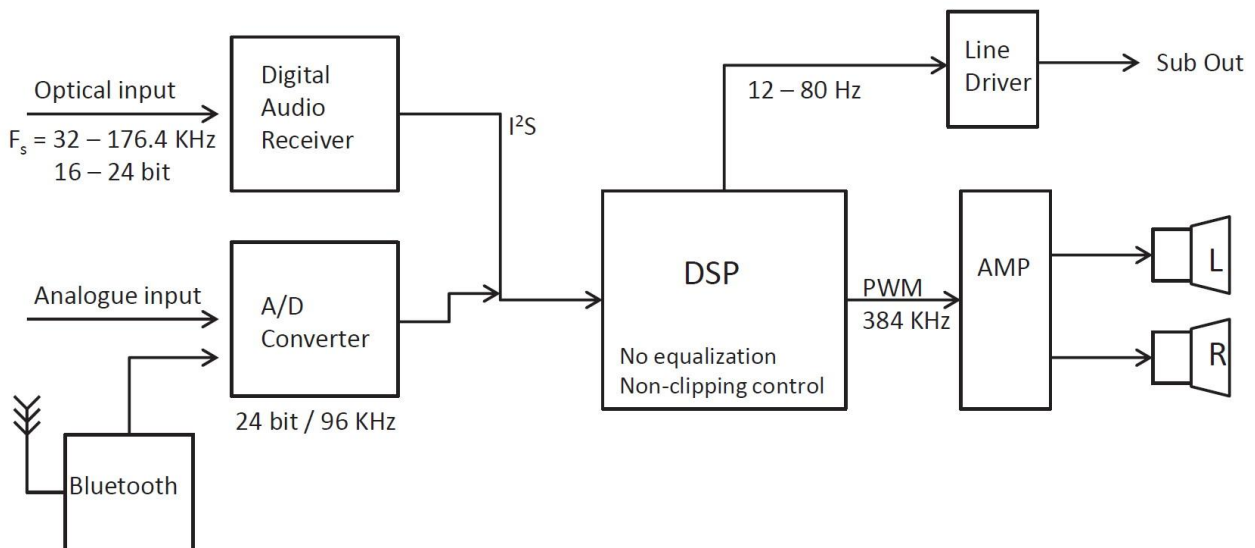 Optical input
Fₛ = 32 – 176.4 KHz
16 – 24 bit
Digital
Audio
Receiver
I²S
12 – 80 Hz
Line
Driver
Sub Out
Analogue input
A/D
Converter
24 bit / 96 KHz
Bluetooth
DSP
No equalization
Non-clipping control
PWM
384 KHz
AMP
L
R